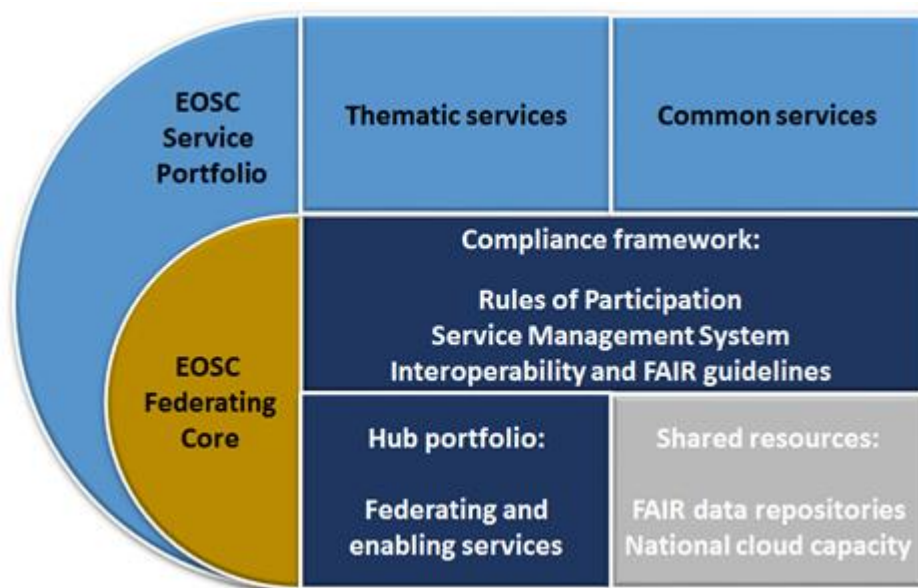 EOSC
Service
Portfolio
Thematic services
Common services
EOSC
Federating
Core
Compliance framework:
Rules of Participation
Service Management System
Interoperability and FAIR guidelines
Hub portfolio:
Federating and
enabling services
Shared resources:
FAIR data repositories
National cloud capacity